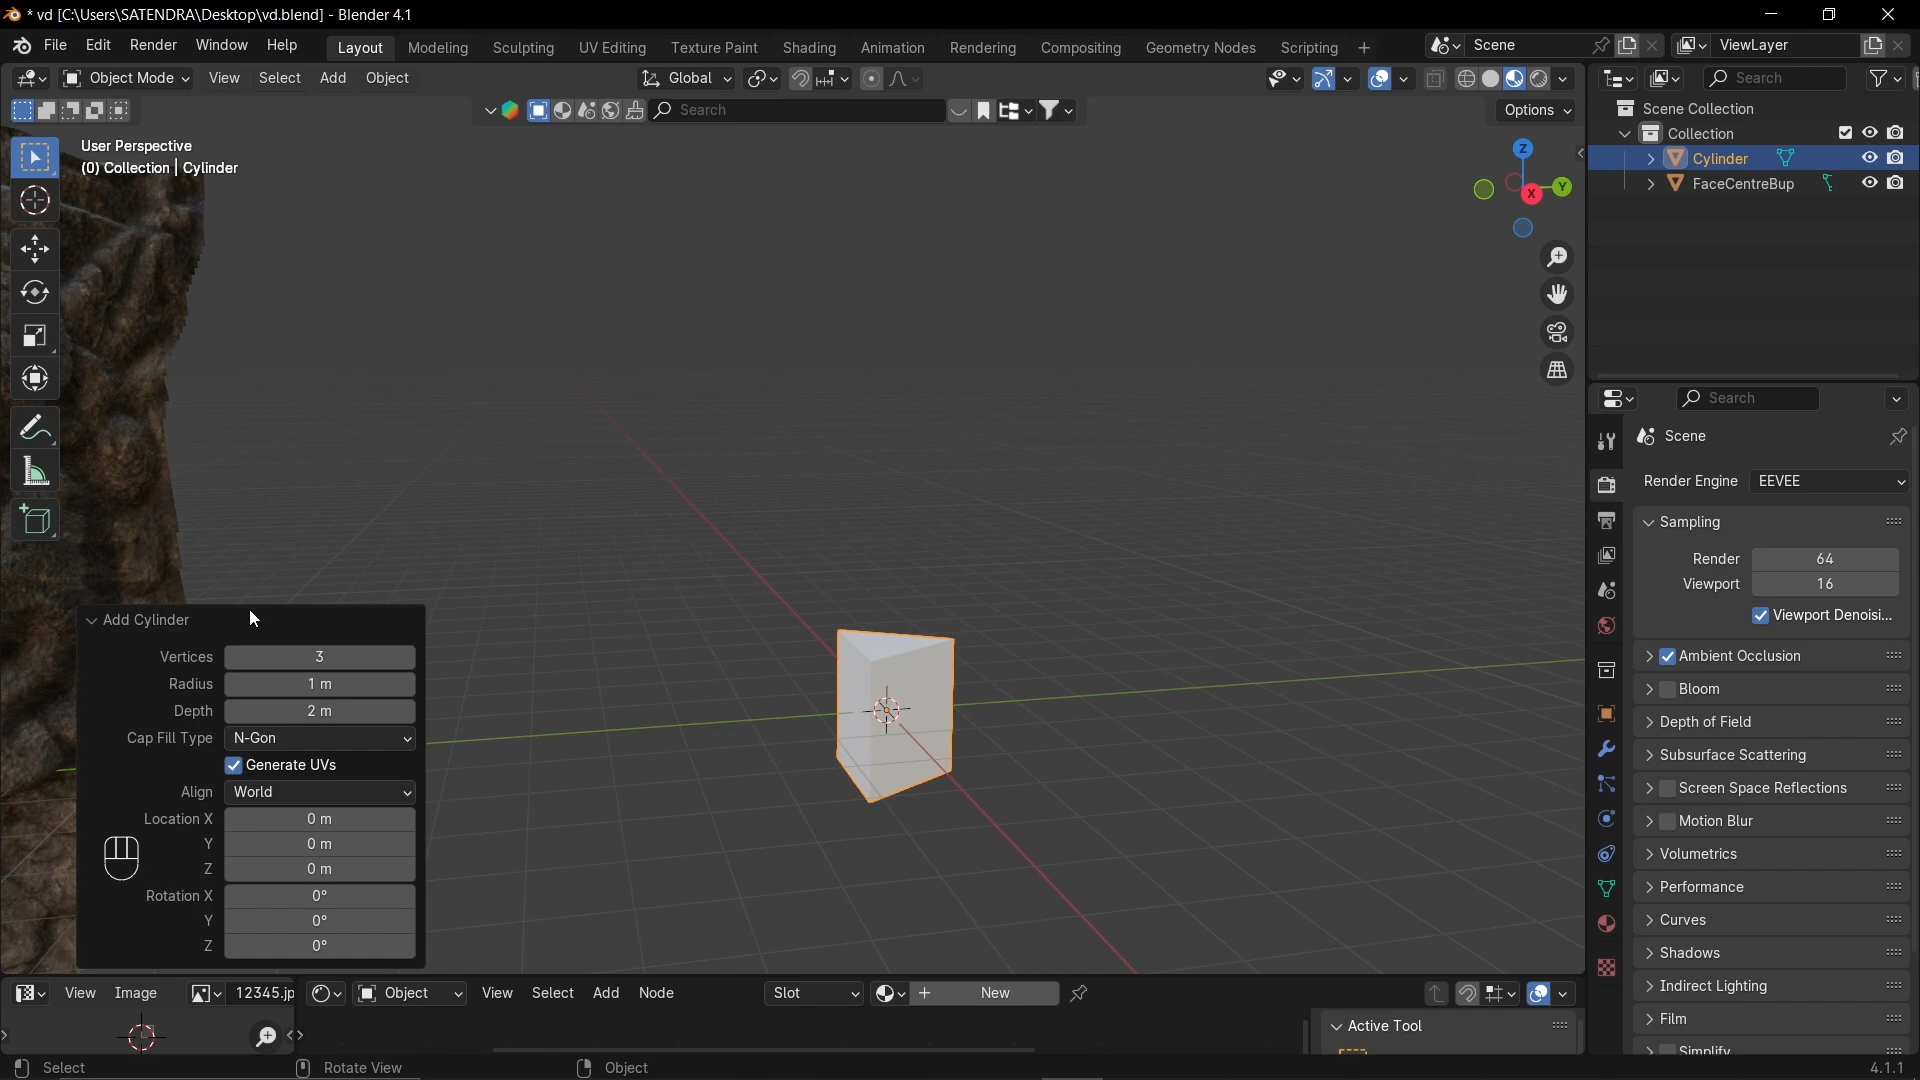 * vd [C:\Users\SATENDRA\Desktop\vd.blend] - Blender 4.1
File Edit Render Window Help Layout Modeling Sculpting UV Editing Texture Paint Shading Animation Rendering Compositing Geometry Nodes Scripting + Scene ViewLayer
Object Mode View Select Add Object Global Search
Search Options
Scene Collection
Collection
Cylinder
FaceCentreBup
User Perspective
(0) Collection | Cylinder
Z
Y
X
Add Cylinder
Vertices 3
Radius 1 m
Depth 2 m
Cap Fill Type N-Gon
Generate UVs
Align World
Location X 0 m
Y 0 m
Z 0 m
Rotation X 0°
Y 0°
Z 0°
Search
Scene
Render Engine EEVEE
Sampling
Render 64
Viewport 16
Viewport Denoisi...
Ambient Occlusion
Bloom
Depth of Field
Subsurface Scattering
Screen Space Reflections
Motion Blur
Volumetrics
Performance
Curves
Shadows
Indirect Lighting
Film
Simplify
View Image 12345.jp Object View Select Add Node Slot + New
Active Tool
Select Rotate View Object 4.1.1